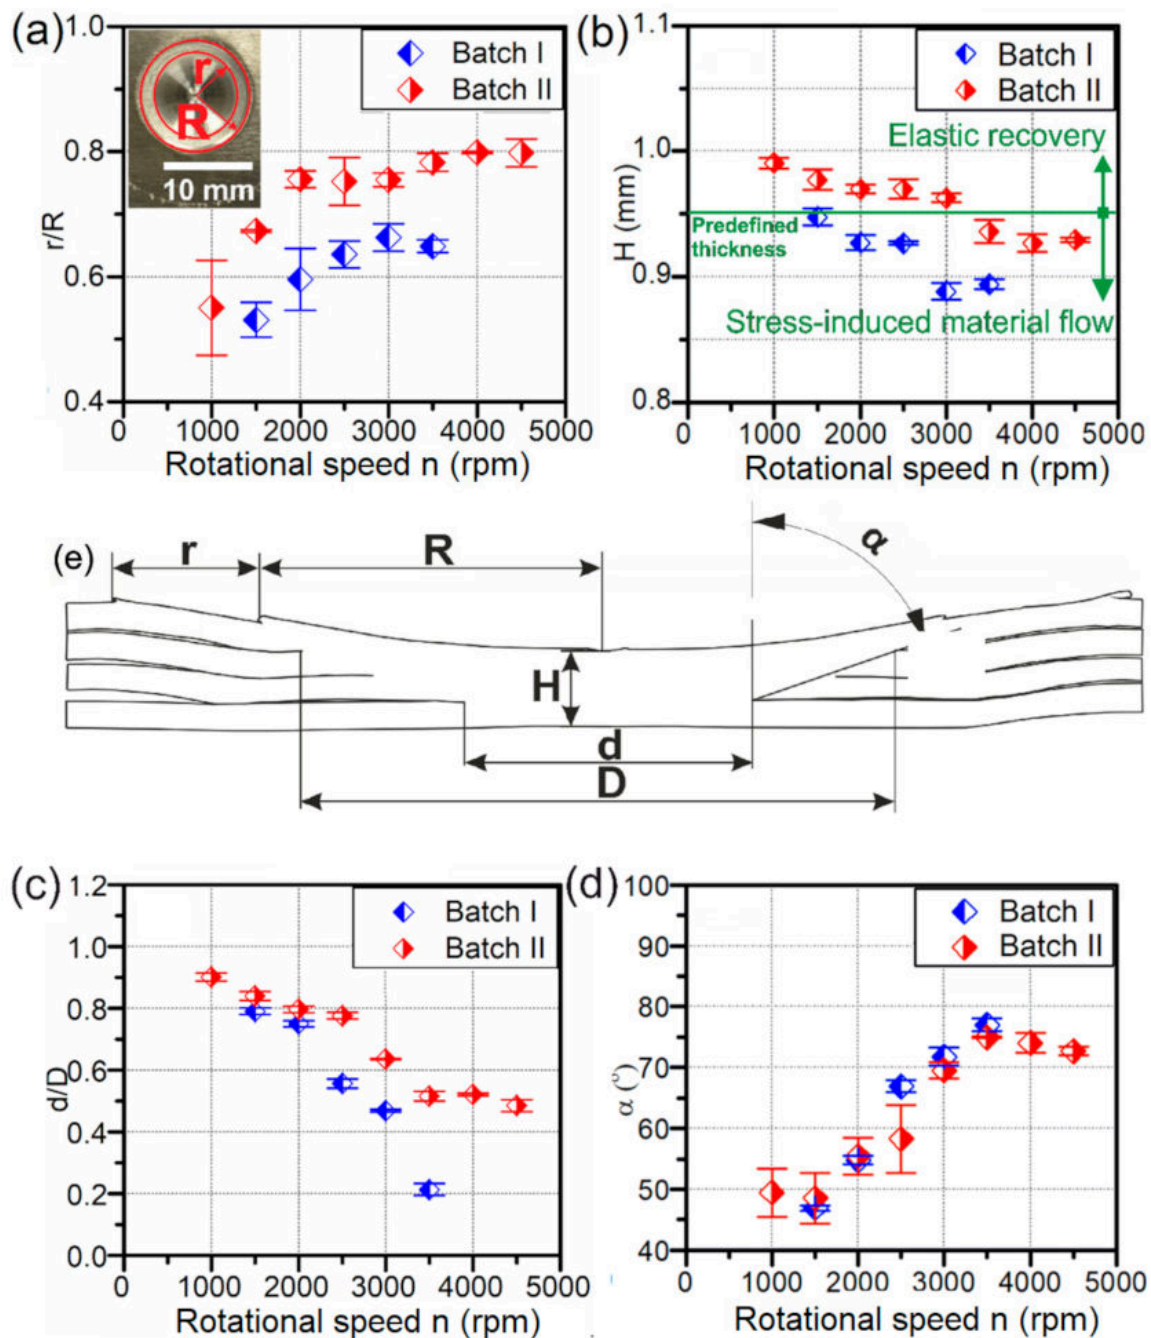 (a)
1.0
0.8
0.6
0.4
r/R
r
R
10 mm
Batch I
Batch II
0 1000 2000 3000 4000 5000
Rotational speed n (rpm)
(b)
1.1
1.0
0.9
0.8
H (mm)
Batch I
Batch II
Elastic recovery
Predefined
thickness
Stress-induced material flow
0 1000 2000 3000 4000 5000
Rotational speed n (rpm)
(e)
r
R
α
H
d
D
(c)
1.2
1.0
0.8
0.6
0.4
0.2
0.0
d/D
Batch I
Batch II
0 1000 2000 3000 4000 5000
Rotational speed n (rpm)
(d)
100
90
80
70
60
50
40
α (°)
Batch I
Batch II
0 1000 2000 3000 4000 5000
Rotational speed n (rpm)